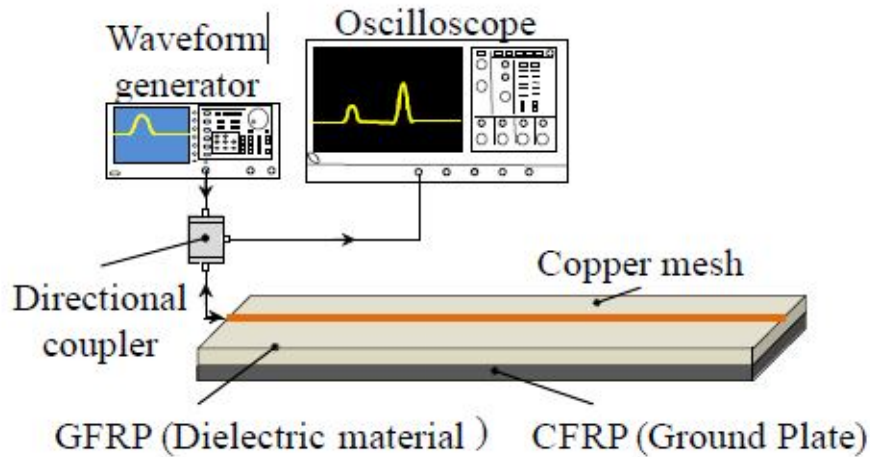 Waveform
generator
Oscilloscope
Copper mesh
Directional
coupler
GFRP (Dielectric material )
CFRP (Ground Plate)